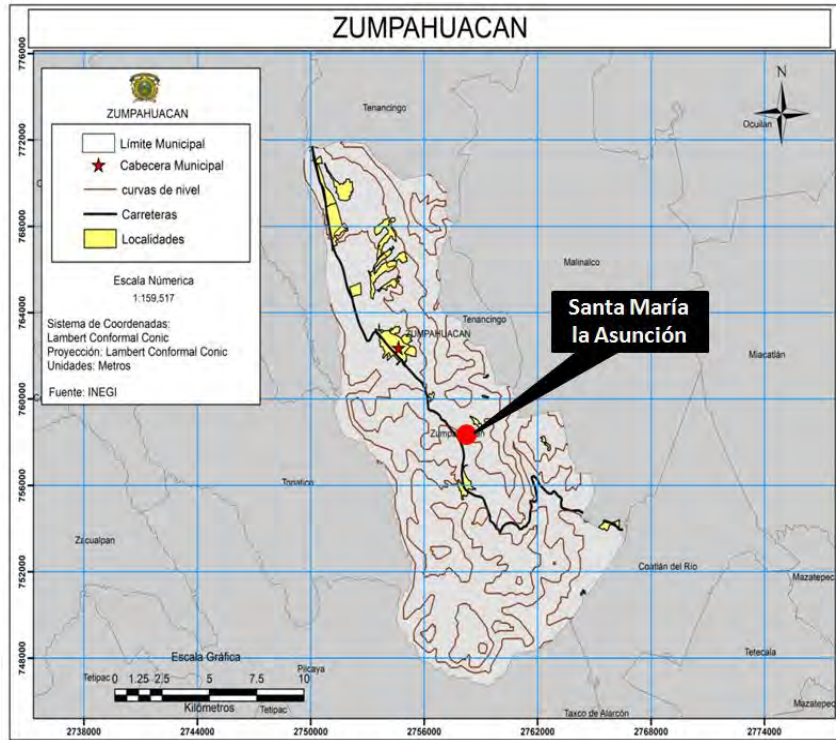 ZUMPAHUACAN
776000
772000
768000
764000
760000
756000
752000
748000
ZUMPAHUACAN
Límite Municipal
Cabecera Municipal
curvas de nivel
Carreteras
Localidades
Escala Númerica
1:159,517
Sistema de Coordenadas:
Lambert Conformal Conic
Proyección: Lambert Conformal Conic
Unidades: Metros
Fuente: INEGI
N
Tenancingo
Ocuilan
Malinalco
Tenancingo
ZUMPAHUACAN
Santa María
la Asunción
Miacatlán
Tonatico
Zacualpan
Coatlán del Río
Mazatepec
Tetecala
Mazatepec
Taxco de Alarcón
Pilcaya
Tetipac
Tetipac
Escala Gráfica
0 1.25 2.5 5 7.5 10
Kilómetros
2738000 2744000 2750000 2756000 2762000 2768000 2774000